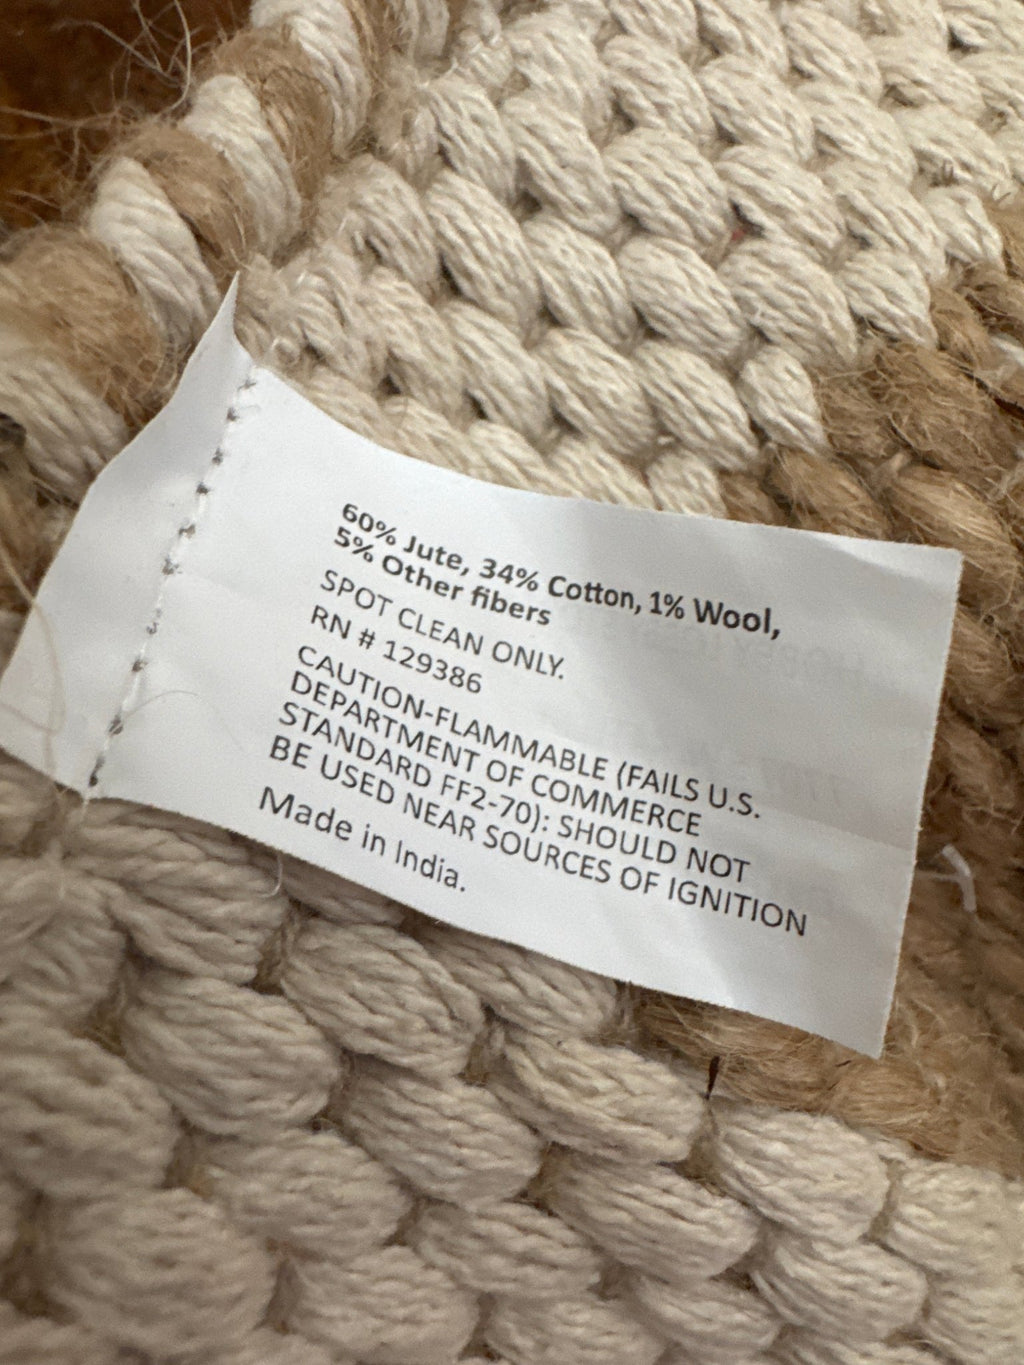 60% Jute, 34% Cotton, 1% Wool,
5% Other fibers
SPOT CLEAN ONLY.
RN # 129386
CAUTION-FLAMMABLE (FAILS U.S.
DEPARTMENT OF COMMERCE
STANDARD FF2-70): SHOULD NOT
BE USED NEAR SOURCES OF IGNITION
Made in India.